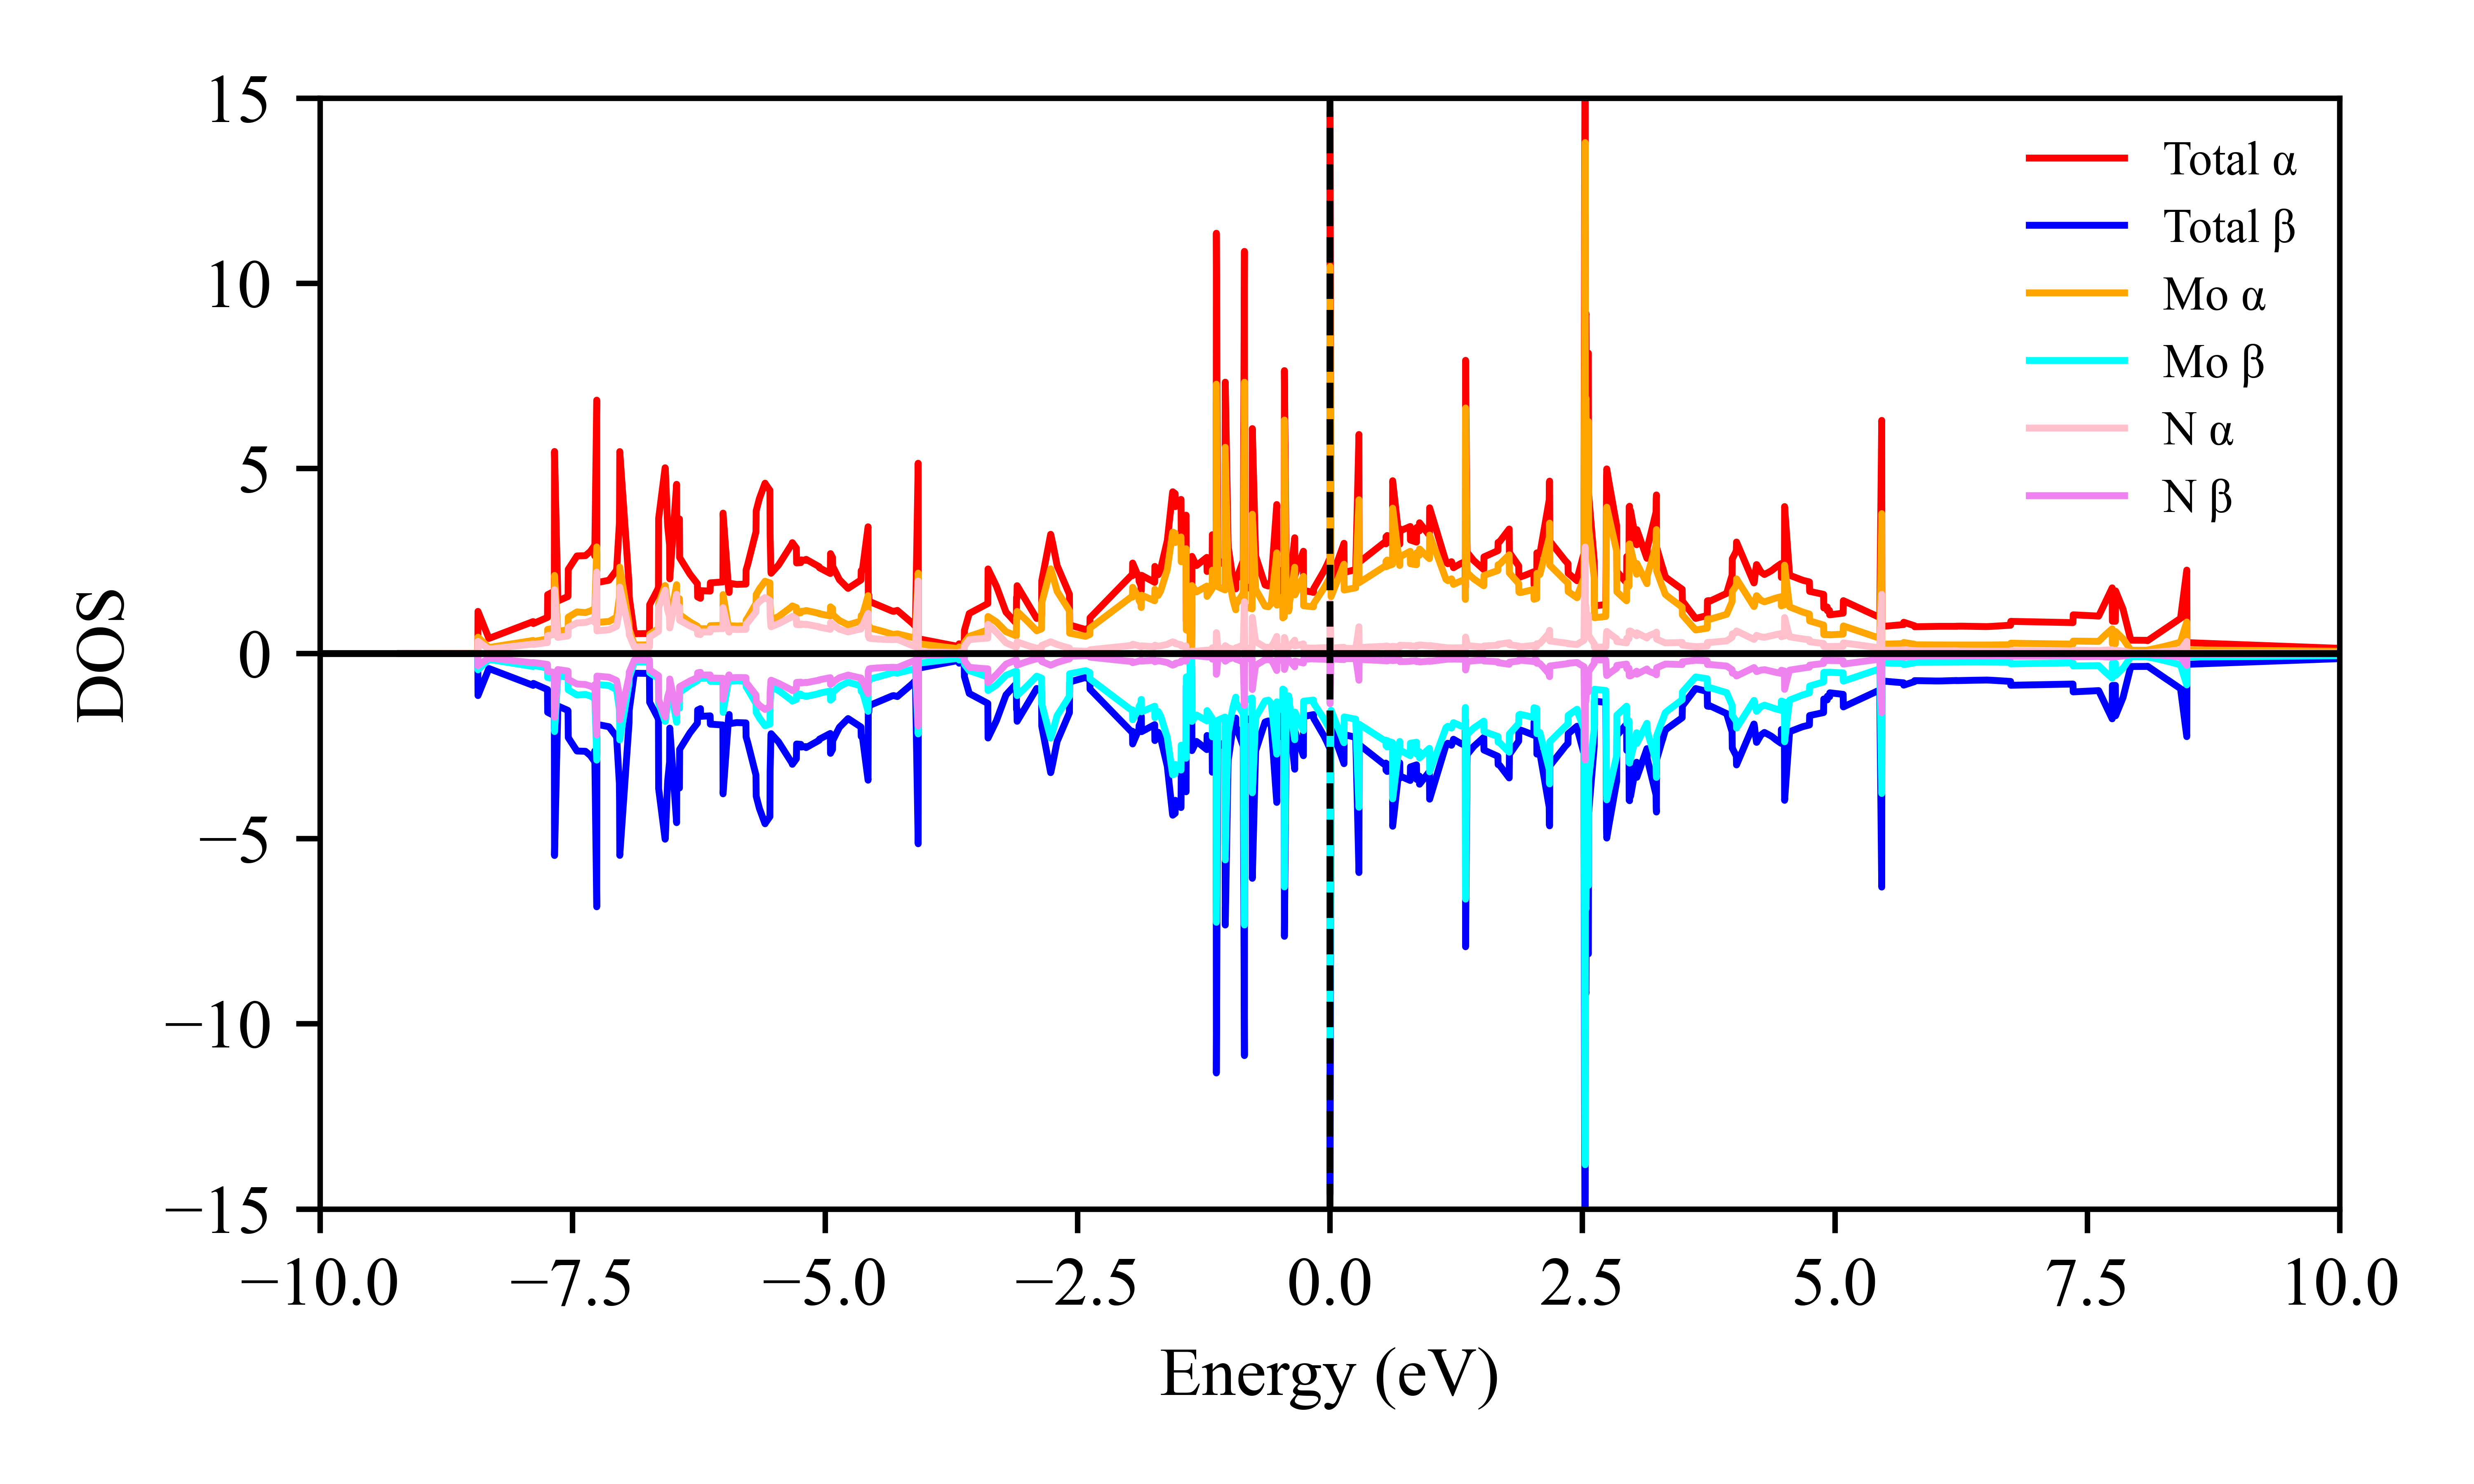 15
10
5
0
−5
−10
−15
DOS
Total α
Total β
Mo α
Mo β
N α
N β
−10.0 −7.5 −5.0 −2.5 0.0 2.5 5.0 7.5 10.0
Energy (eV)